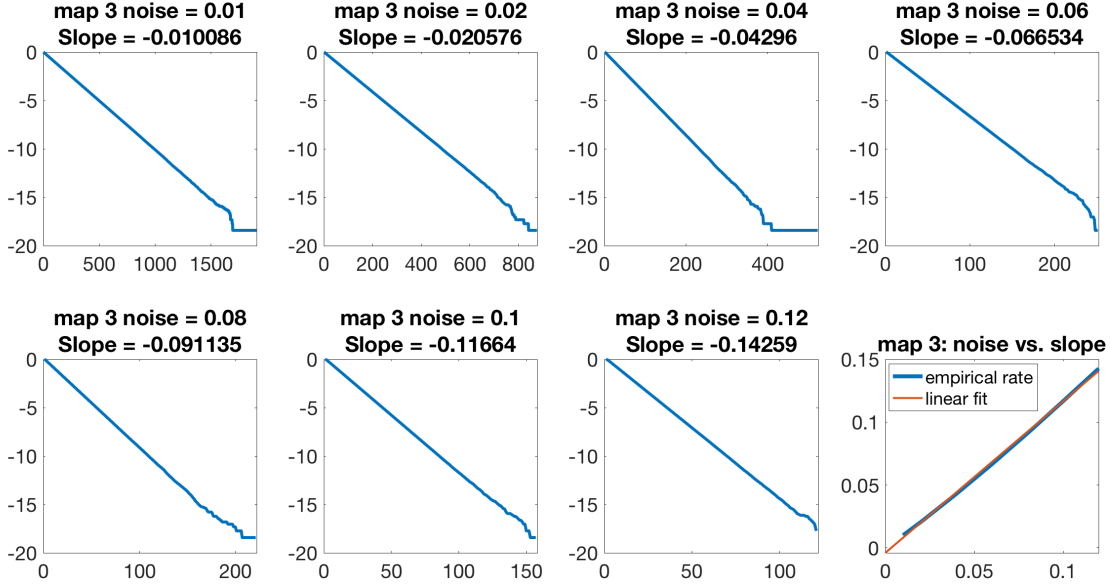 map 3 noise = 0.01
Slope = -0.010086
0
-5
-10
-15
-20
0 500 1000 1500
map 3 noise = 0.02
Slope = -0.020576
0
-5
-10
-15
-20
0 200 400 600 800
map 3 noise = 0.04
Slope = -0.04296
0
-5
-10
-15
-20
0 200 400
map 3 noise = 0.06
Slope = -0.066534
0
-5
-10
-15
-20
0 100 200
map 3 noise = 0.08
Slope = -0.091135
0
-5
-10
-15
-20
0 100 200
map 3 noise = 0.1
Slope = -0.11664
0
-5
-10
-15
-20
0 50 100 150
map 3 noise = 0.12
Slope = -0.14259
0
-5
-10
-15
-20
0 50 100
map 3: noise vs. slope
0.15
0.1
0.05
0
empirical rate
linear fit
0 0.05 0.1